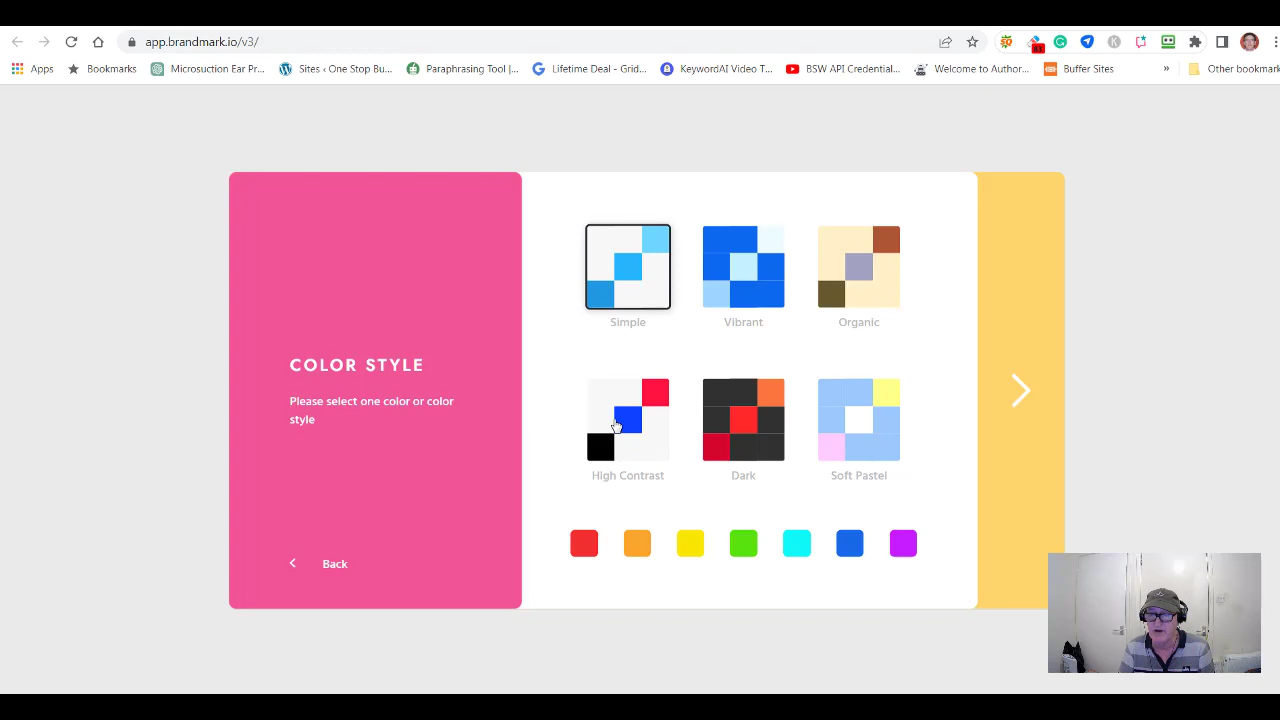 app.brandmark.io/v3/
83
Apps
Bookmarks
Microsuction Ear Pr...
Sites ‹ One Stop Bu...
Paraphrasing Tool |...
Lifetime Deal - Grid...
KeywordAI Video T...
BSW API Credential...
Welcome to Author...
Buffer Sites
»
Other bookmark
COLOR STYLE
Please select one color or color
style
Back
Simple
Vibrant
Organic
High Contrast
Dark
Soft Pastel